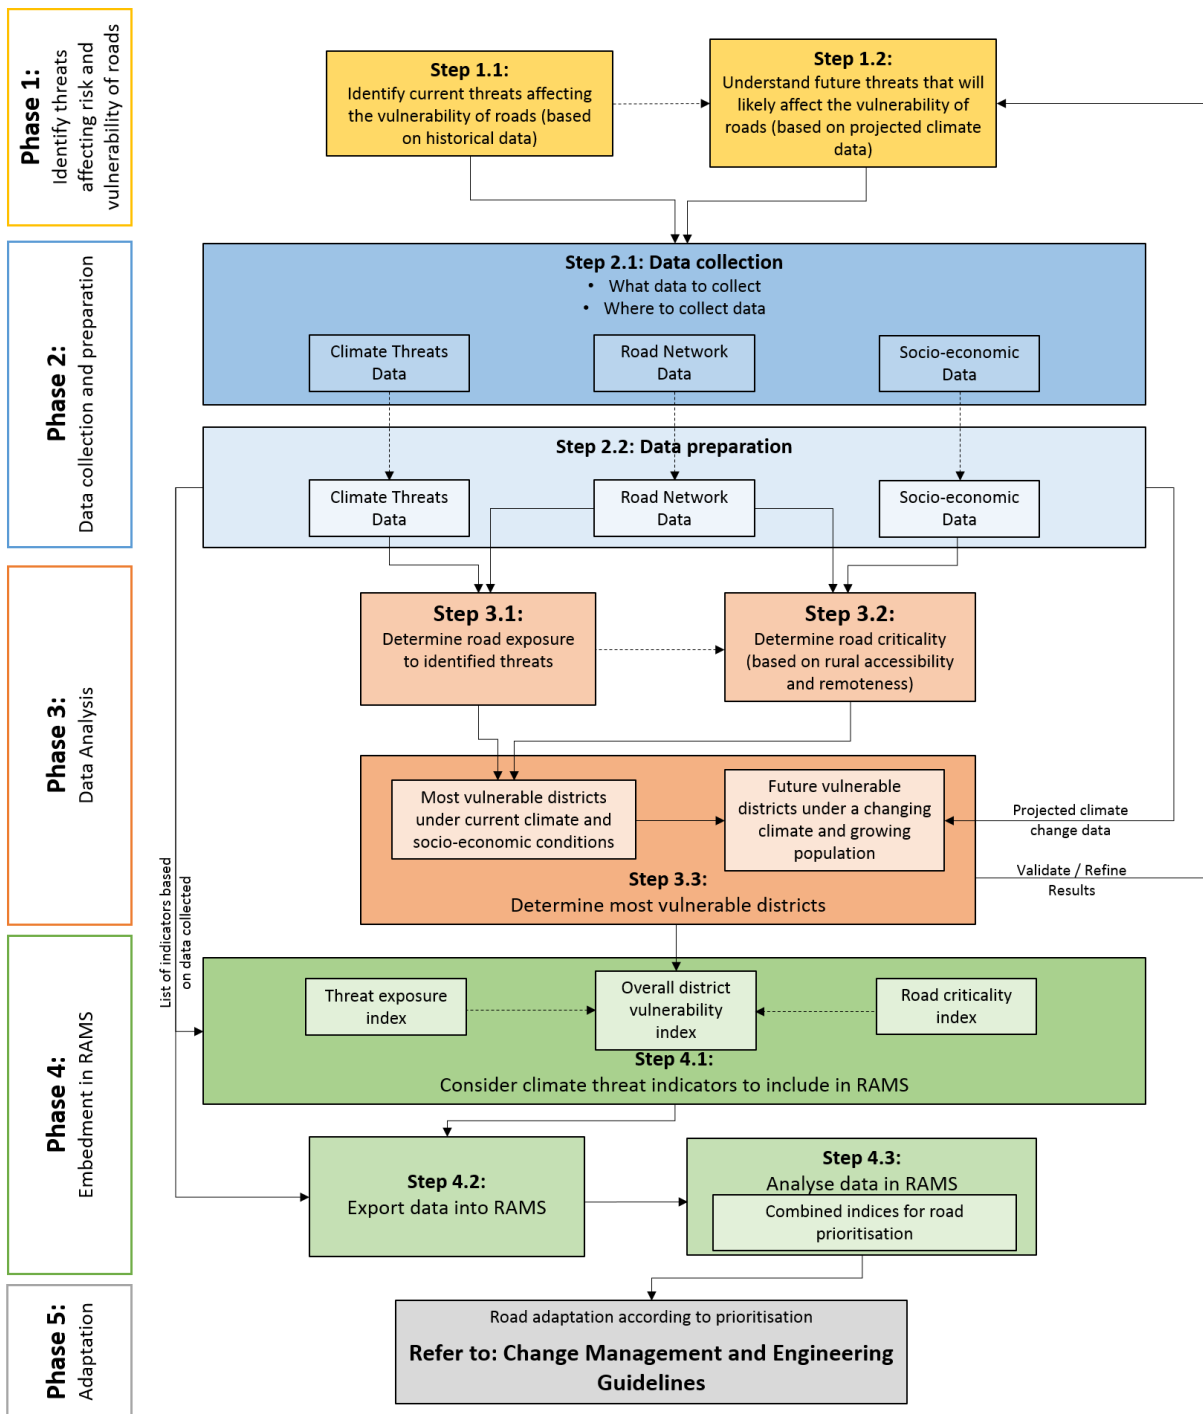 Phase 1:
Identify threats
affecting risk and
vulnerability of roads
Step 1.1:
Identify current threats affecting
the vulnerability of roads (based
on historical data)
Step 1.2:
Understand future threats that will
likely affect the vulnerability of
roads (based on projected climate
data)
Phase 2:
Data collection and preparation
Step 2.1: Data collection
• What data to collect
• Where to collect data
Climate Threats
Data
Road Network
Data
Socio-economic
Data
Step 2.2: Data preparation
Climate Threats
Data
Road Network
Data
Socio-economic
Data
Phase 3:
Data Analysis
Step 3.1:
Determine road exposure
to identified threats
Step 3.2:
Determine road criticality
(based on rural accessibility
and remoteness)
Most vulnerable districts
under current climate and
socio-economic conditions
Future vulnerable
districts under a changing
climate and growing
population
Step 3.3:
Determine most vulnerable districts
Projected climate
change data
Validate / Refine
Results
List of indicators based
on data collected
Phase 4:
Embedment in RAMS
Threat exposure
index
Overall district
vulnerability
index
Road criticality
index
Step 4.1:
Consider climate threat indicators to include in RAMS
Step 4.2:
Export data into RAMS
Step 4.3:
Analyse data in RAMS
Combined indices for road
prioritisation
Phase 5:
Adaptation
Road adaptation according to prioritisation
Refer to: Change Management and Engineering
Guidelines